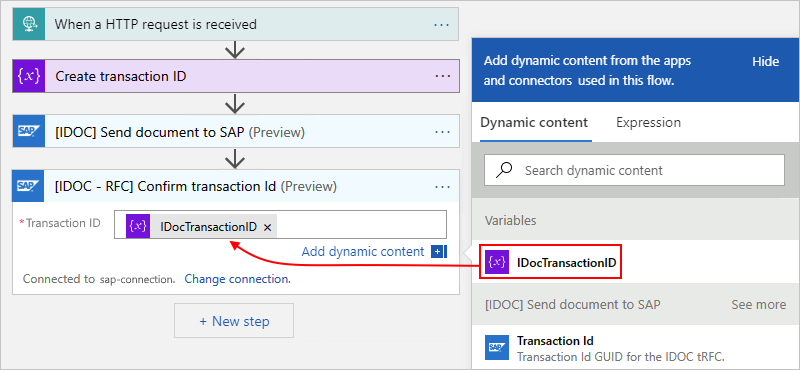 When a HTTP request is received
...
{x} Create transaction ID
...
SAP [IDOC] Send document to SAP (Preview)
...
SAP [IDOC - RFC] Confirm transaction Id (Preview)
...
*Transaction ID
{x} IDocTransactionID ×
Add dynamic content
Connected to sap-connection. Change connection.
+ New step
Add dynamic content from the apps
and connectors used in this flow.
Hide
Dynamic content
Expression
Search dynamic content
Variables
{x} IDocTransactionID
[IDOC] Send document to SAP
See more
SAP Transaction Id
Transaction Id GUID for the IDOC tRFC.